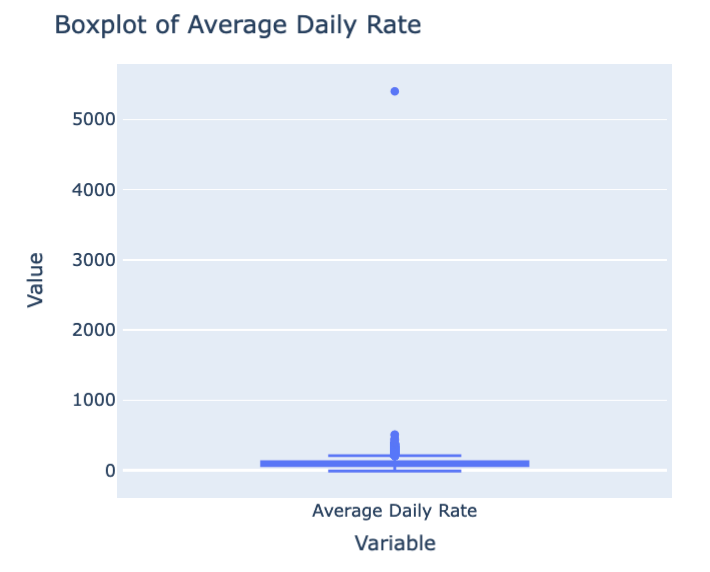 Boxplot of Average Daily Rate
5000
4000
3000
2000
1000
0
Value
Average Daily Rate
Variable